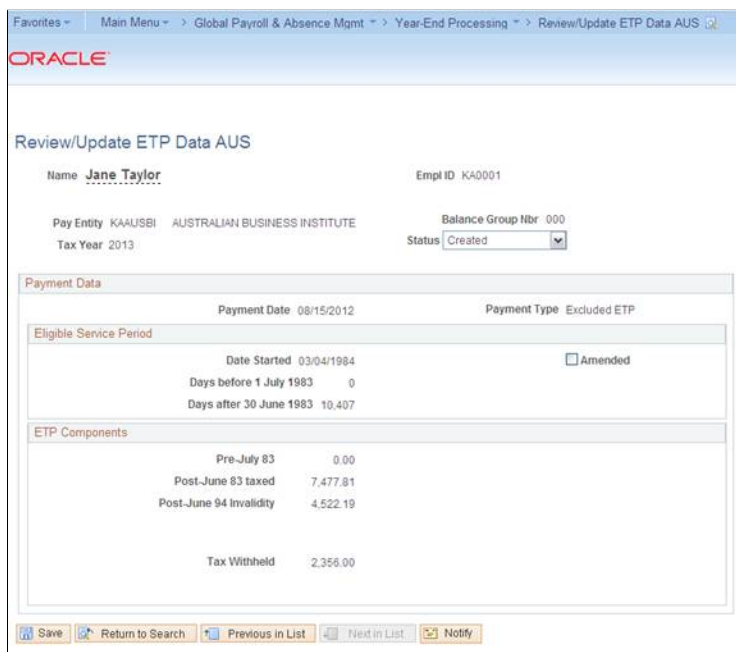 Favorites Main Menu > Global Payroll & Absence Mgmt > Year-End Processing > Review/Update ETP Data AUS
ORACLE
Review/Update ETP Data AUS
Name Jane Taylor Empl ID KA0001
Pay Entity KAAUSBI AUSTRALIAN BUSINESS INSTITUTE Balance Group Nbr 000
Tax Year 2013 Status Created
Payment Data
Payment Date 08/15/2012 Payment Type Excluded ETP
Eligible Service Period
Date Started 03/04/1984 Amended
Days before 1 July 1983 0
Days after 30 June 1983 10,407
ETP Components
Pre-July 83 0.00
Post-June 83 taxed 7,477.81
Post-June 94 Invalidity 4,522.19
Tax Withheld 2,356.00
Save Return to Search Previous in List Next in List Notify